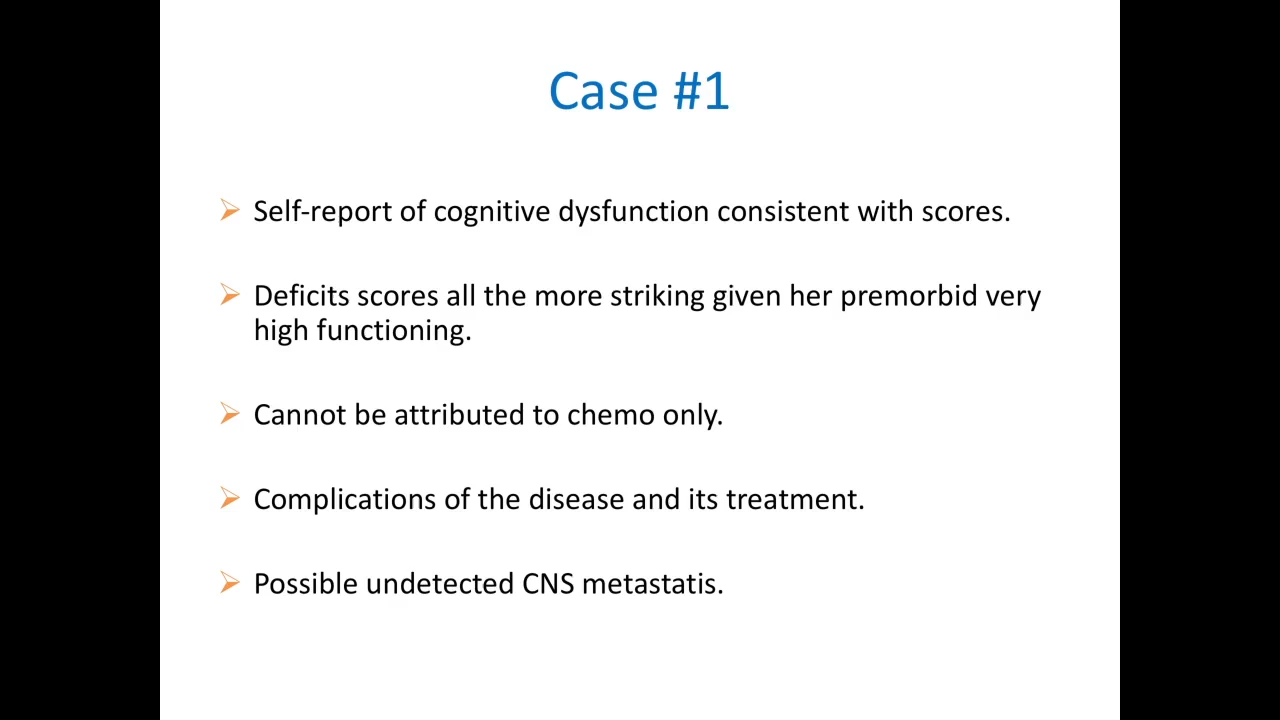 Case #1
Self-report of cognitive dysfunction consistent with scores.
Deficits scores all the more striking given her premorbid very
high functioning.
Cannot be attributed to chemo only.
Complications of the disease and its treatment.
Possible undetected CNS metastatis.